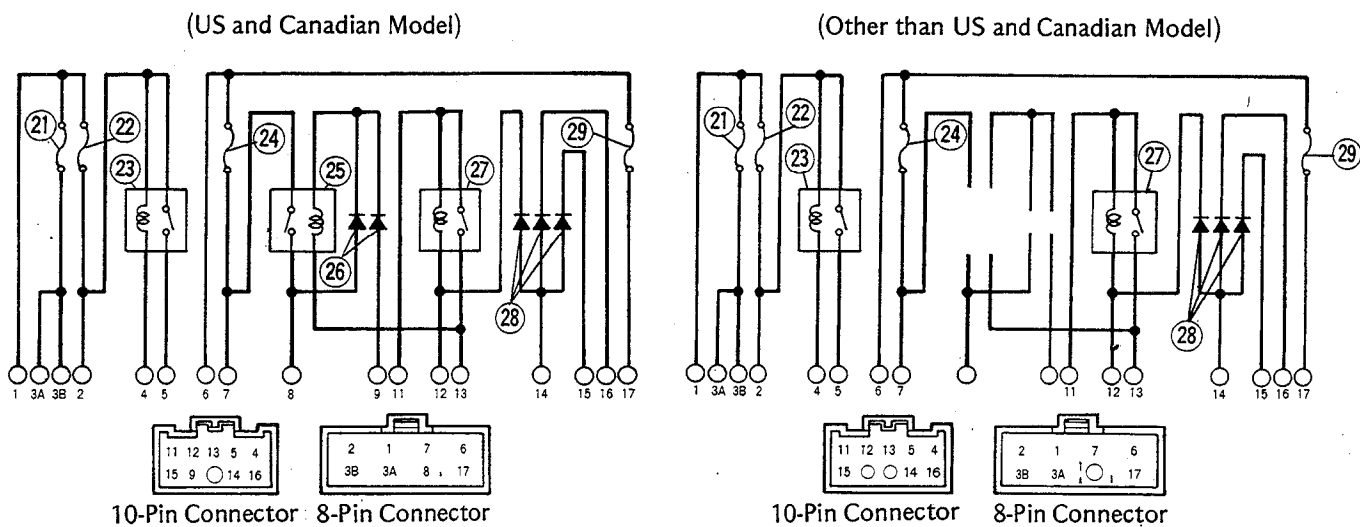 (US and Canadian Model)
(Other than US and Canadian Model)
21
22
23
24
25
26
27
28
29
1 3A 3B 2 4 5 6 7 8 9 11 12 13 14 15 16 17
21
22
23
24
27
28
29
1 3A 3B 2 4 5 6 7 11 12 13 14 15 16 17
11 12 13 5 4
15 9 14 16
2 1 7 6
3B 3A 8 17
11 12 13 5 4
15 14 16
2 1 7 6
3B 3A 17
10-Pin Connector
8-Pin Connector
10-Pin Connector
8-Pin Connector